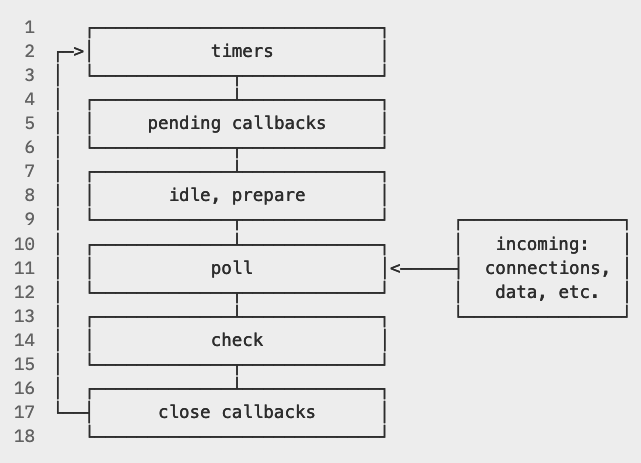 1
2 timers
3
4
5 pending callbacks
6
7
8 idle, prepare
9
10 incoming:
11 poll connections,
12 data, etc.
13
14 check
15
16
17 close callbacks
18